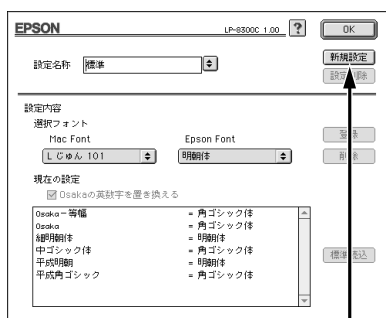 EPSON
LP-8300C 1.00
?
OK
設定名称
標準
新規設定
設定削除
設定内容
選択フォント
Mac Font
Epson Font
登録
L じゅん 101
明朝体
削除
現在の設定
Osakaの英数字を置き換える
Osaka－等幅 = 角ゴシック体
Osaka = 角ゴシック体
細明朝体 = 明朝体
中ゴシック体 = 角ゴシック体
平成明朝 = 明朝体
平成角ゴシック = 角ゴシック体
標準読込